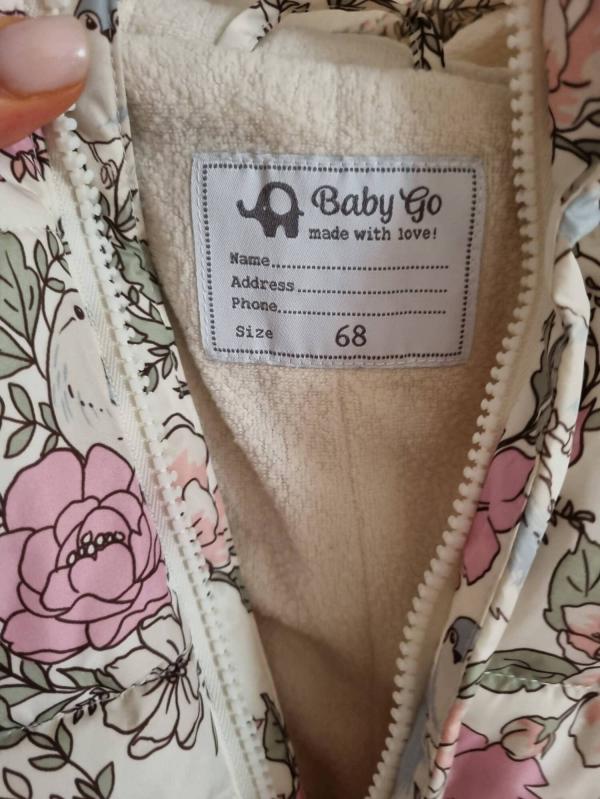 Baby Go
made with love!
Name
Address
Phone
Size 68